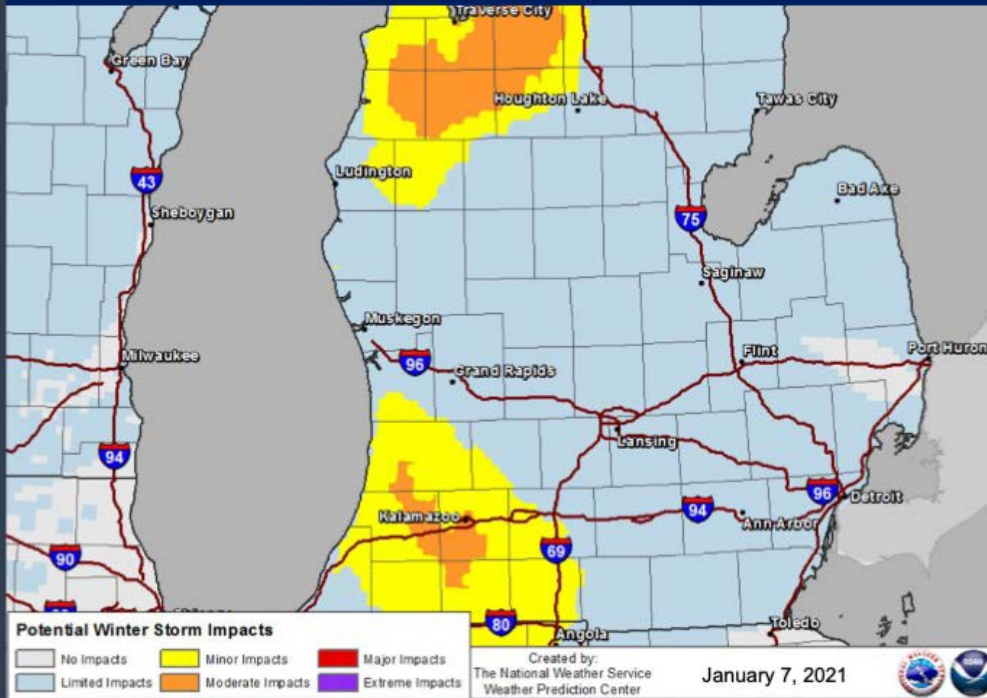 Traverse City
Green Bay
Houghton Lake
Tawas City
Ludington
43
Bad Axe
Sheboygan
75
Saginaw
Muskegon
Milwaukee
96
Flint
Port Huron
Grand Rapids
94
Lansing
96
Detroit
Kalamazoo
94
Ann Arbor
90
69
80
Toledo
Angola
Potential Winter Storm Impacts
No Impacts
Minor Impacts
Major Impacts
Limited Impacts
Moderate Impacts
Extreme Impacts
Created by:
The National Weather Service
Weather Prediction Center
January 7, 2021